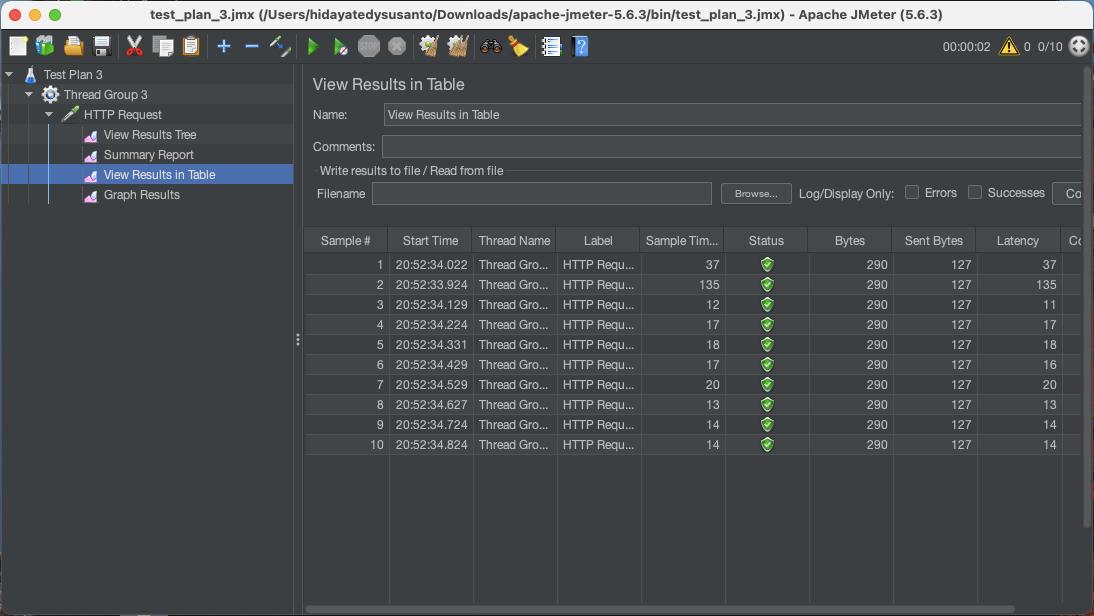 test_plan_3.jmx (/Users/hidayatedysusanto/Downloads/apache-jmeter-5.6.3/bin/test_plan_3.jmx) - Apache JMeter (5.6.3)
STOP 00:00:02 0 0/10
Test Plan 3
Thread Group 3
HTTP Request
View Results Tree
Summary Report
View Results in Table
Graph Results
View Results in Table
Name: View Results in Table
Comments:
Write results to file / Read from file
Filename Browse... Log/Display Only: Errors Successes Co
Sample # Start Time Thread Name Label Sample Tim... Status Bytes Sent Bytes Latency Co
1 20:52:34.022 Thread Gro... HTTP Requ... 37 290 127 37
2 20:52:33.924 Thread Gro... HTTP Requ... 135 290 127 135
3 20:52:34.129 Thread Gro... HTTP Requ... 12 290 127 11
4 20:52:34.224 Thread Gro... HTTP Requ... 17 290 127 17
5 20:52:34.331 Thread Gro... HTTP Requ... 18 290 127 18
6 20:52:34.429 Thread Gro... HTTP Requ... 17 290 127 16
7 20:52:34.529 Thread Gro... HTTP Requ... 20 290 127 20
8 20:52:34.627 Thread Gro... HTTP Requ... 13 290 127 13
9 20:52:34.724 Thread Gro... HTTP Requ... 14 290 127 14
10 20:52:34.824 Thread Gro... HTTP Requ... 14 290 127 14